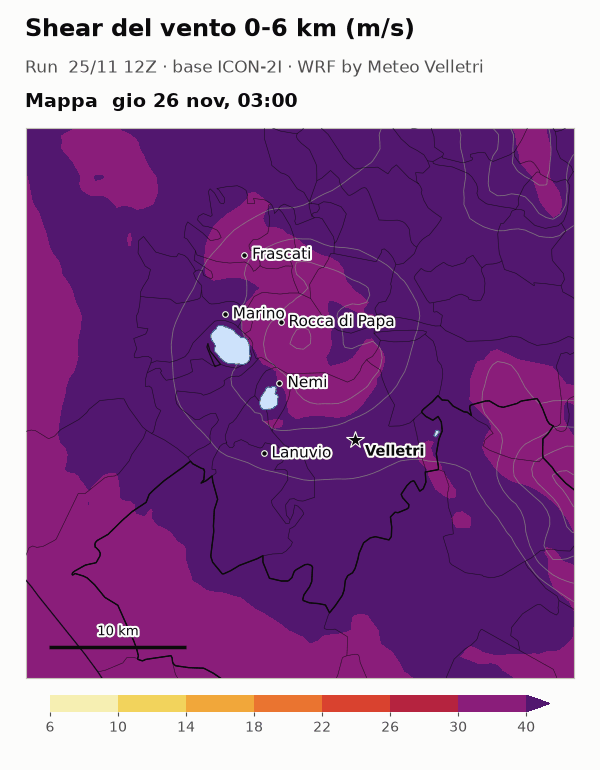 Shear del vento 0-6 km (m/s)
Run  25/11 12Z · base ICON-2I · WRF by Meteo Velletri
Mappa  gio 26 nov, 03:00
Frascati
Marino
Rocca di Papa
Nemi
Velletri
Lanuvio
10 km
6 10 14 18 22 26 30 40